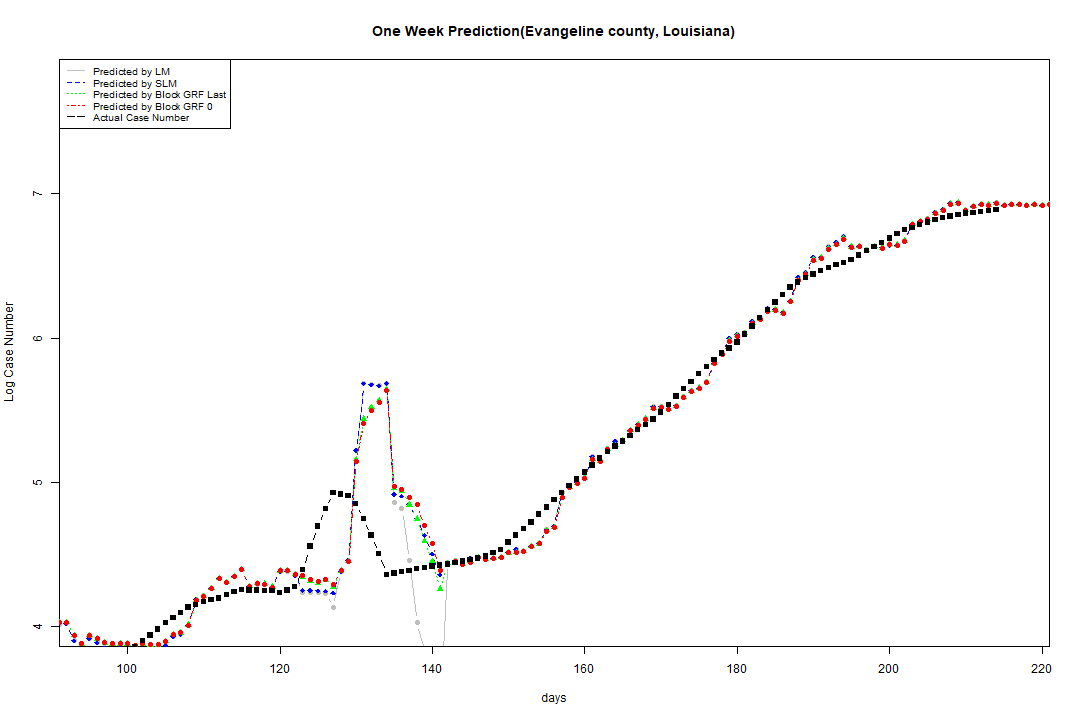 One Week Prediction(Evangeline county, Louisiana)
Predicted by LM
Predicted by SLM
Predicted by Block GRF Last
Predicted by Block GRF 0
Actual Case Number
7
6
5
4
Log Case Number
100 120 140 160 180 200 220
days